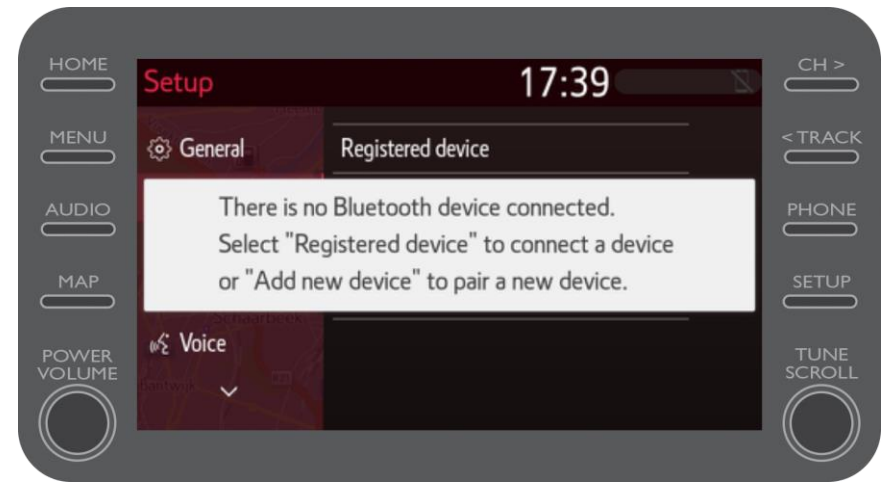 HOME
MENU
AUDIO
MAP
POWER
VOLUME
Setup
17:39
General
Registered device
There is no Bluetooth device connected.
Select "Registered device" to connect a device
or "Add new device" to pair a new device.
Schaarbeek
Voice
CH >
< TRACK
PHONE
SETUP
TUNE
SCROLL